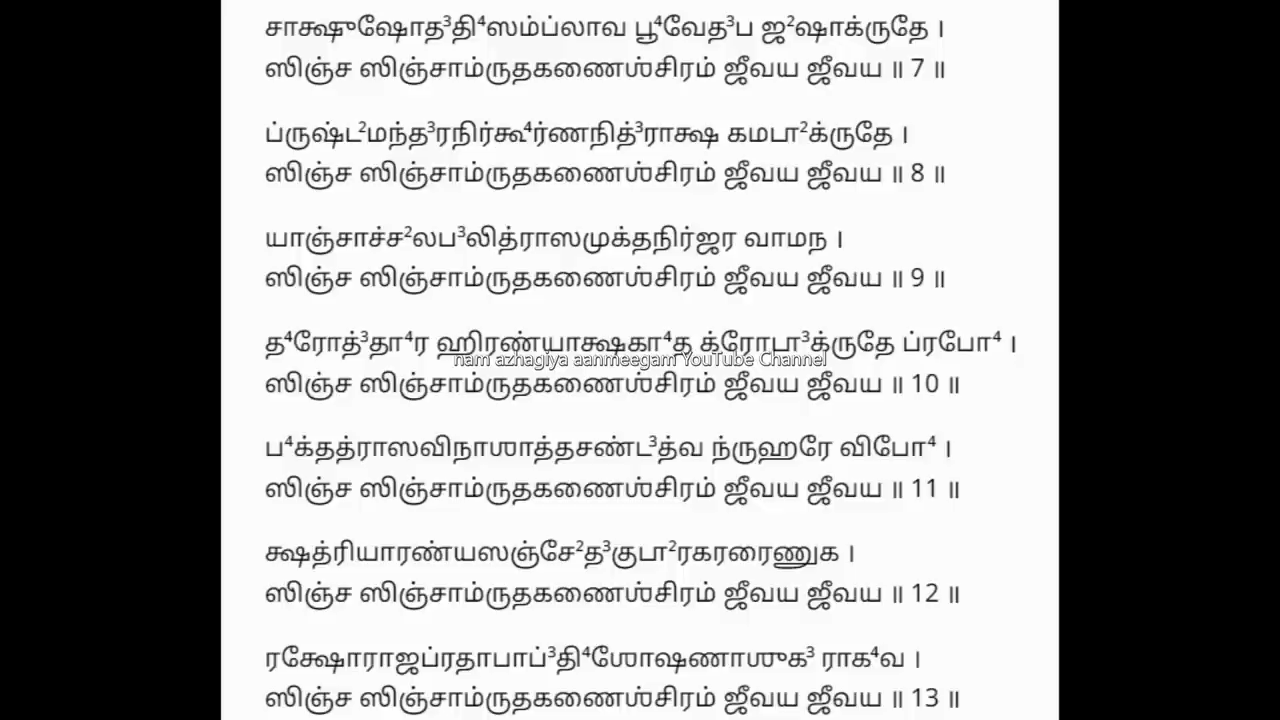 சாக்ஷுஷோத³தி⁴ஸம்ப்லாவ பூ⁴வேத³ப ஜ²ஷாக்ருதே ।
ஸிஞ்ச ஸிஞ்சாம்ருதகணைஶ்சிரம் ஜீவய ஜீவய ॥ 7 ॥
ப்ருஷ்ட²மந்த³ரநிர்கூ⁴ர்ணநித்³ராக்ஷ கமடா²க்ருதே ।
ஸிஞ்ச ஸிஞ்சாம்ருதகணைஶ்சிரம் ஜீவய ஜீவய ॥ 8 ॥
யாஞ்சாச்ச²லப³லித்ராஸமுக்தநிர்ஜர வாமந ।
ஸிஞ்ச ஸிஞ்சாம்ருதகணைஶ்சிரம் ஜீவய ஜீவய ॥ 9 ॥
த⁴ரோத்³தா⁴ர ஹிரண்யாக்ஷகா⁴த க்ரோடா³க்ருதே ப்ரபோ⁴ ।
nam azhagiya aanmeegam YouTube Channel
ஸிஞ்ச ஸிஞ்சாம்ருதகணைஶ்சிரம் ஜீவய ஜீவய ॥ 10 ॥
ப⁴க்தத்ராஸவிநாஶாத்தசண்ட³த்வ ந்ருஹரே விபோ⁴ ।
ஸிஞ்ச ஸிஞ்சாம்ருதகணைஶ்சிரம் ஜீவய ஜீவய ॥ 11 ॥
க்ஷத்ரியாரண்யஸஞ்சே²த³குடா²ரகரரைணுக ।
ஸிஞ்ச ஸிஞ்சாம்ருதகணைஶ்சிரம் ஜீவய ஜீவய ॥ 12 ॥
ரக்ஷோராஜப்ரதாபாப்³தி⁴ஶோஷணாஶுக³ ராக⁴வ ।
ஸிஞ்ச ஸிஞ்சாம்ருதகணைஶ்சிரம் ஜீவய ஜீவய ॥ 13 ॥